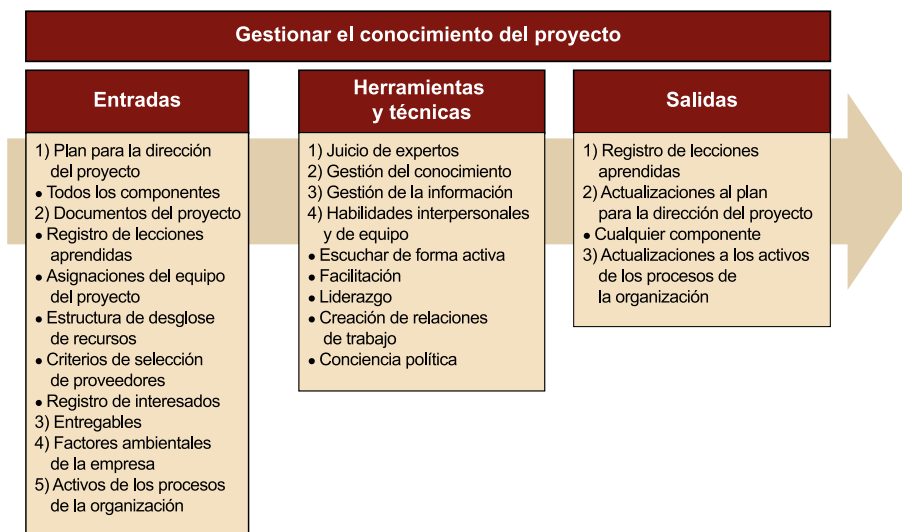 Gestionar el conocimiento del proyecto
Entradas
1) Plan para la dirección
del proyecto
• Todos los componentes
2) Documentos del proyecto
• Registro de lecciones
aprendidas
• Asignaciones del equipo
del proyecto
• Estructura de desglose
de recursos
• Criterios de selección
de proveedores
• Registro de interesados
3) Entregables
4) Factores ambientales
de la empresa
5) Activos de los procesos
de la organización
Herramientas
y técnicas
1) Juicio de expertos
2) Gestión del conocimiento
3) Gestión de la información
4) Habilidades interpersonales
y de equipo
• Escuchar de forma activa
• Facilitación
• Liderazgo
• Creación de relaciones
de trabajo
• Conciencia política
Salidas
1) Registro de lecciones
aprendidas
2) Actualizaciones al plan
para la dirección del proyecto
• Cualquier componente
3) Actualizaciones a los activos
de los procesos de
la organización